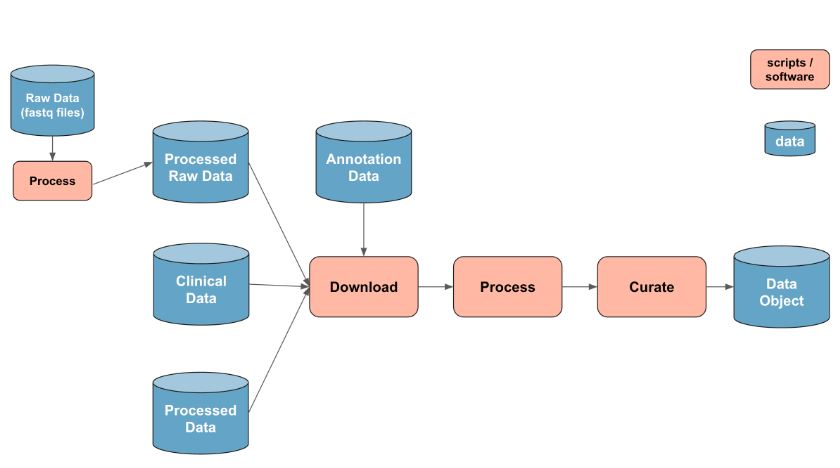 Raw Data
(fastq files)
Process
Processed
Raw Data
Annotation
Data
Clinical
Data
Processed
Data
Download
Process
Curate
Data
Object
scripts /
software
data